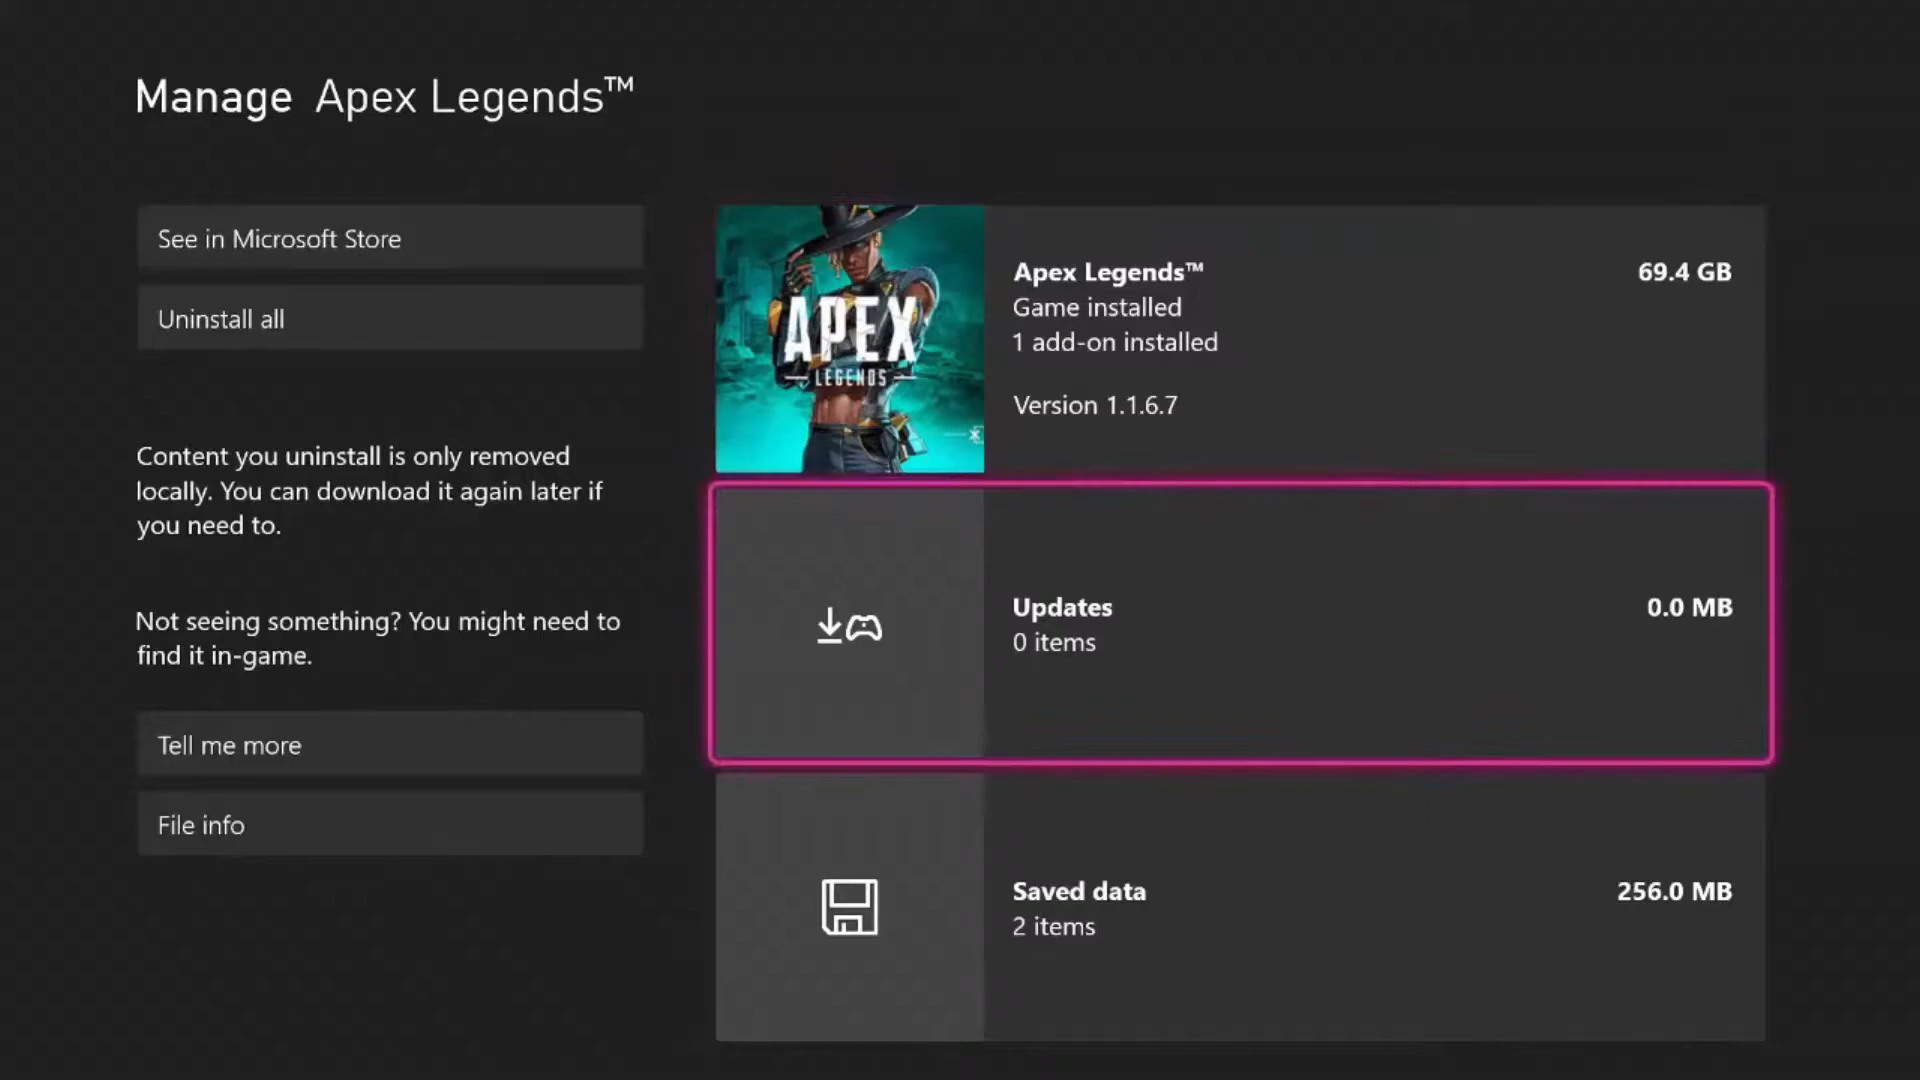 Manage Apex Legends™
See in Microsoft Store
Uninstall all
Content you uninstall is only removed
locally. You can download it again later if
you need to.
Not seeing something? You might need to
find it in-game.
Tell me more
File info
APEX
LEGENDS
Apex Legends™
69.4 GB
Game installed
1 add-on installed
Version 1.1.6.7
Updates
0.0 MB
0 items
Saved data
256.0 MB
2 items